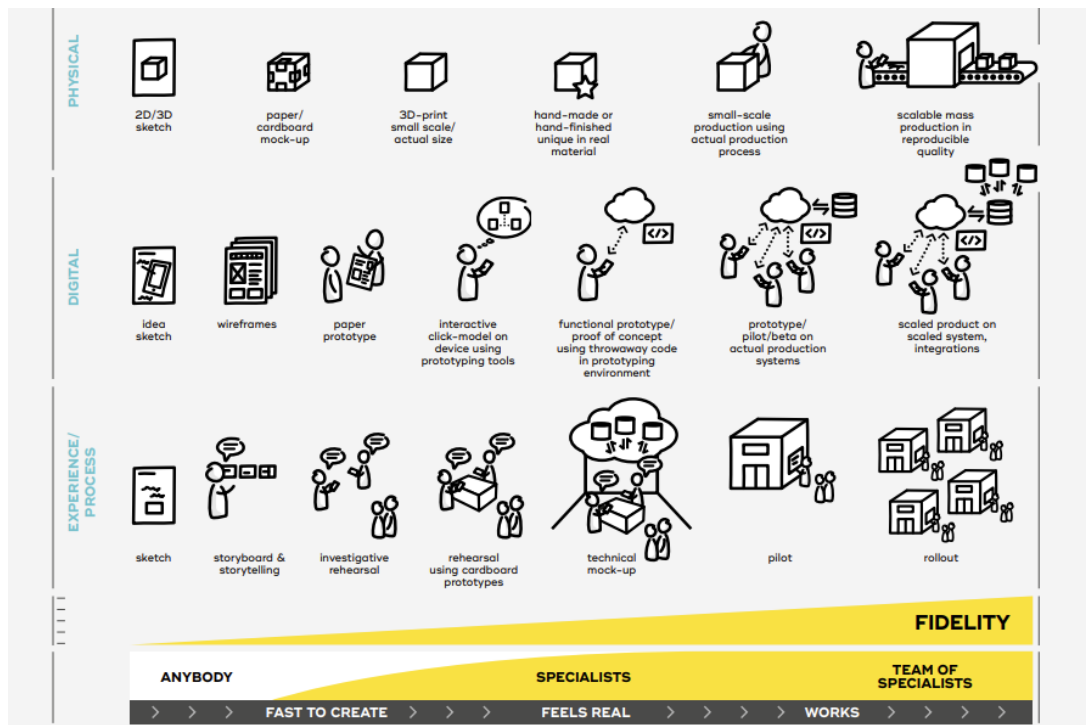 PHYSICAL
2D/3D
sketch
paper/
cardboard
mock-up
3D-print
small scale/
actual size
hand-made or
hand-finished
unique in real
material
small-scale
production using
actual production
process
scalable mass
production in
reproducible
quality
DIGITAL
</>
</>
</>
idea
sketch
wireframes
paper
prototype
interactive
click-model on
device using
prototyping tools
functional prototype/
proof of concept
using throwaway code
in prototyping
environment
prototype/
pilot/beta on
actual production
systems
scaled product on
scaled system,
integrations
EXPERIENCE/
PROCESS
sketch
storyboard &
storytelling
investigative
rehearsal
rehearsal
using cardboard
prototypes
technical
mock-up
pilot
rollout
FIDELITY
ANYBODY
SPECIALISTS
TEAM OF
SPECIALISTS
FAST TO CREATE
FEELS REAL
WORKS